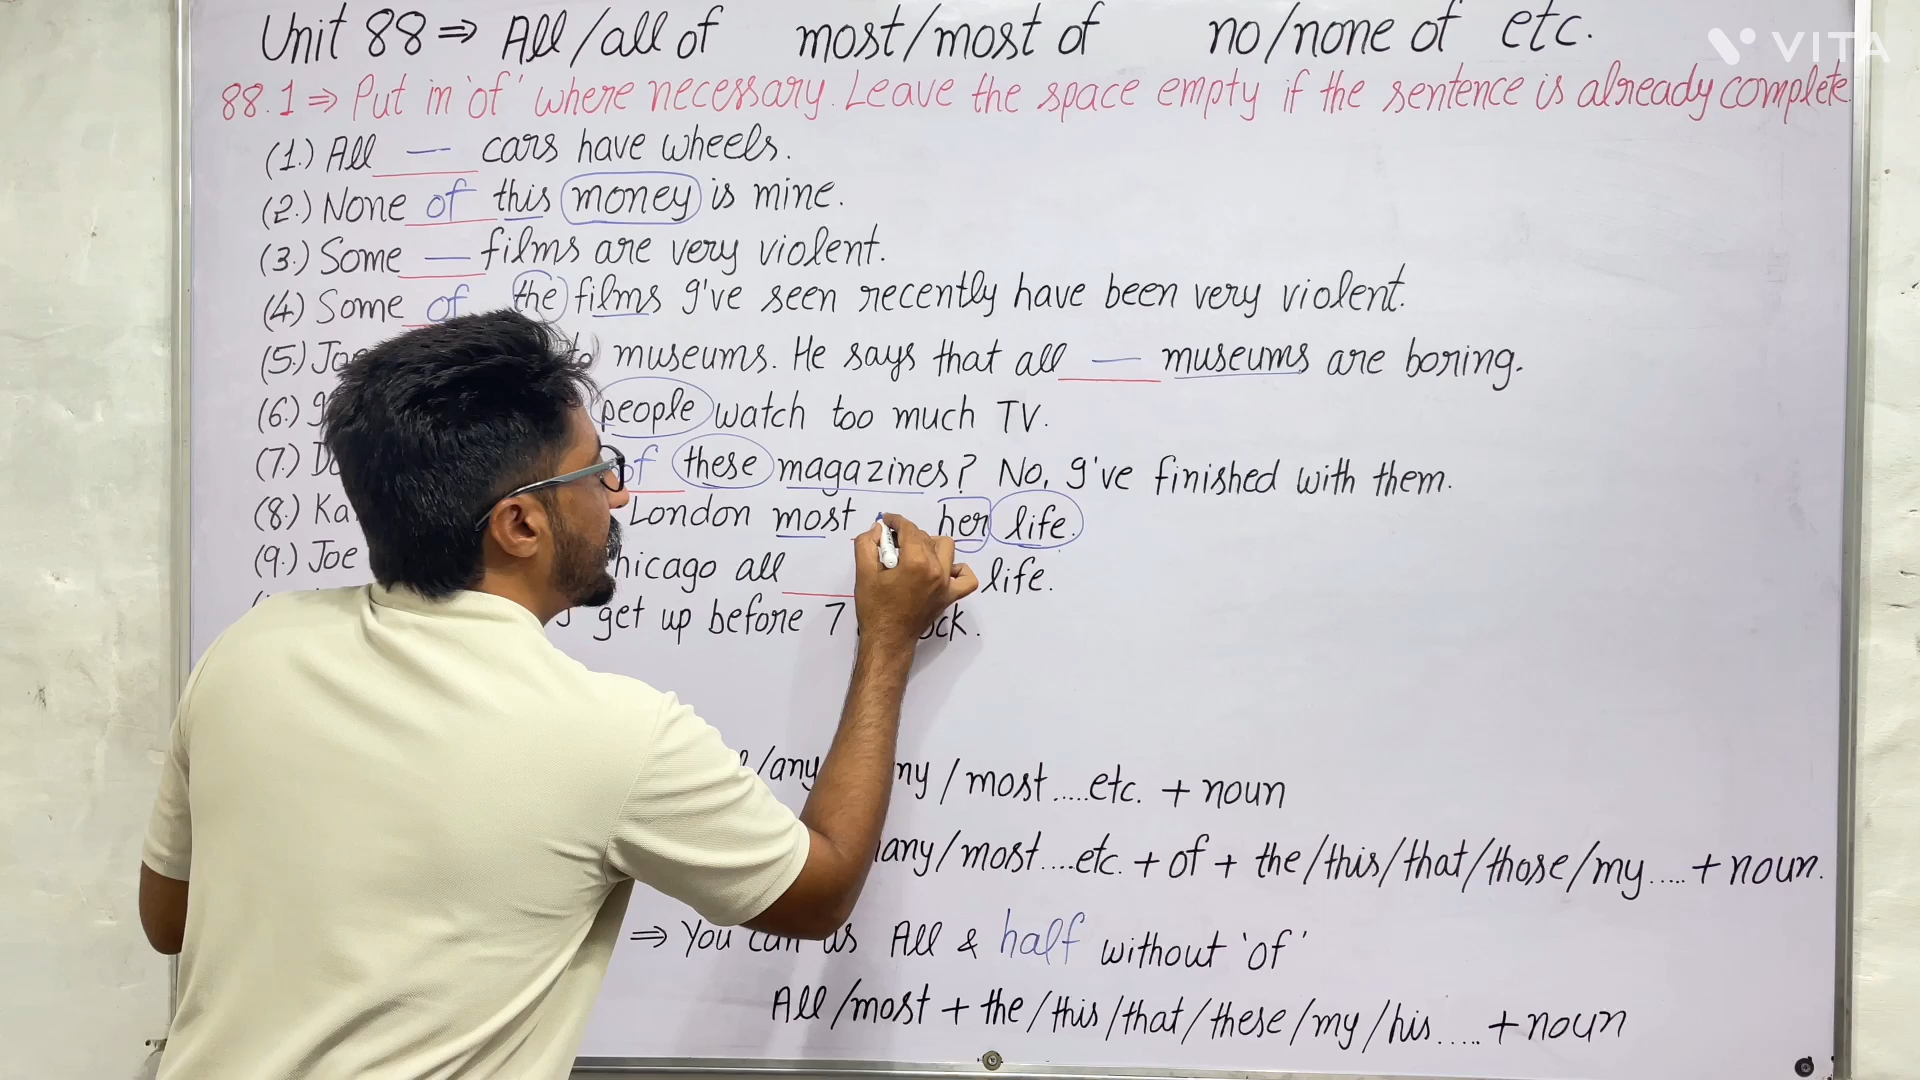 Unit 88 ⇒ All/all of most/most of no/none of etc.
VITA
88.1 ⇒ Put in 'of' where necessary. Leave the space empty if the sentence is already complete.
(1.) All — cars have wheels.
(2.) None of this money is mine.
(3.) Some — films are very violent.
(4) Some of the films I've seen recently have been very violent.
(5.) Joe museums. He says that all — museums are boring.
(6.) people watch too much TV.
(7.) of these magazines? No, I've finished with them.
(8.) London most her life.
(9.) Joe hicago all life.
get up before 7
/any /most.....etc. + noun
many/most....etc. + of + the/this/that/those/my..... + noun.
⇒ You can us All & half without 'of'
All/most + the/this/that/these/my/his..... + noun